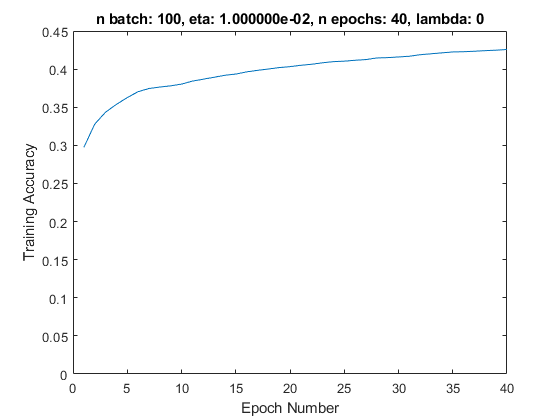 n batch: 100, eta: 1.000000e-02, n epochs: 40, lambda: 0
0.45
0.4
0.35
0.3
0.25
0.2
0.15
0.1
0.05
0
Training Accuracy
0 5 10 15 20 25 30 35 40
Epoch Number